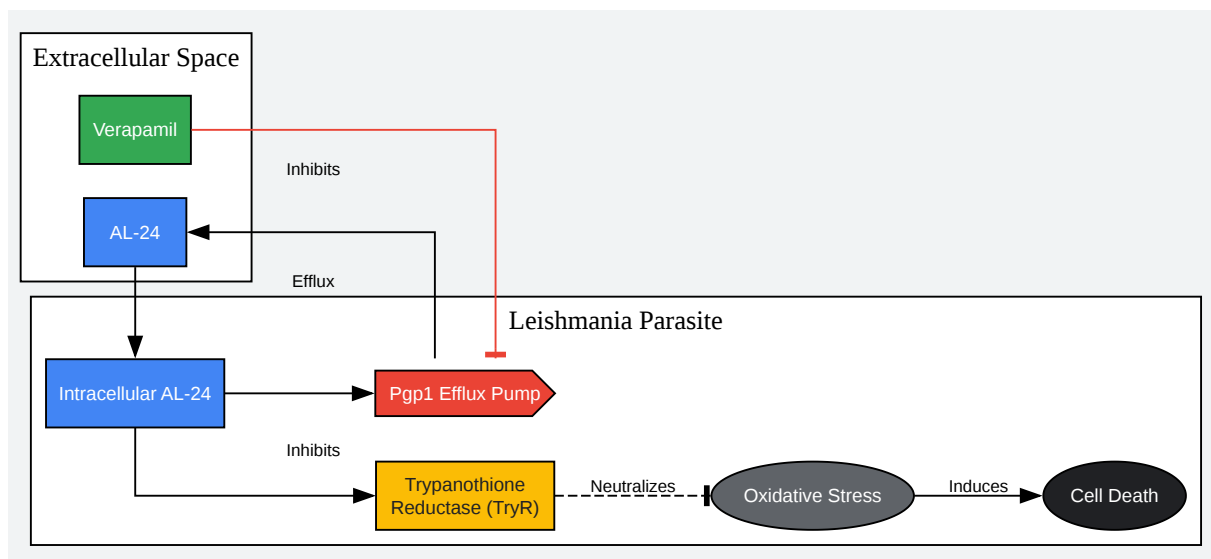 Extracellular Space
Verapamil
Inhibits
AL-24
Efflux
Leishmania Parasite
Intracellular AL-24
Pgp1 Efflux Pump
Inhibits
Trypanothione
Reductase (TryR)
Neutralizes
Oxidative Stress
Induces
Cell Death